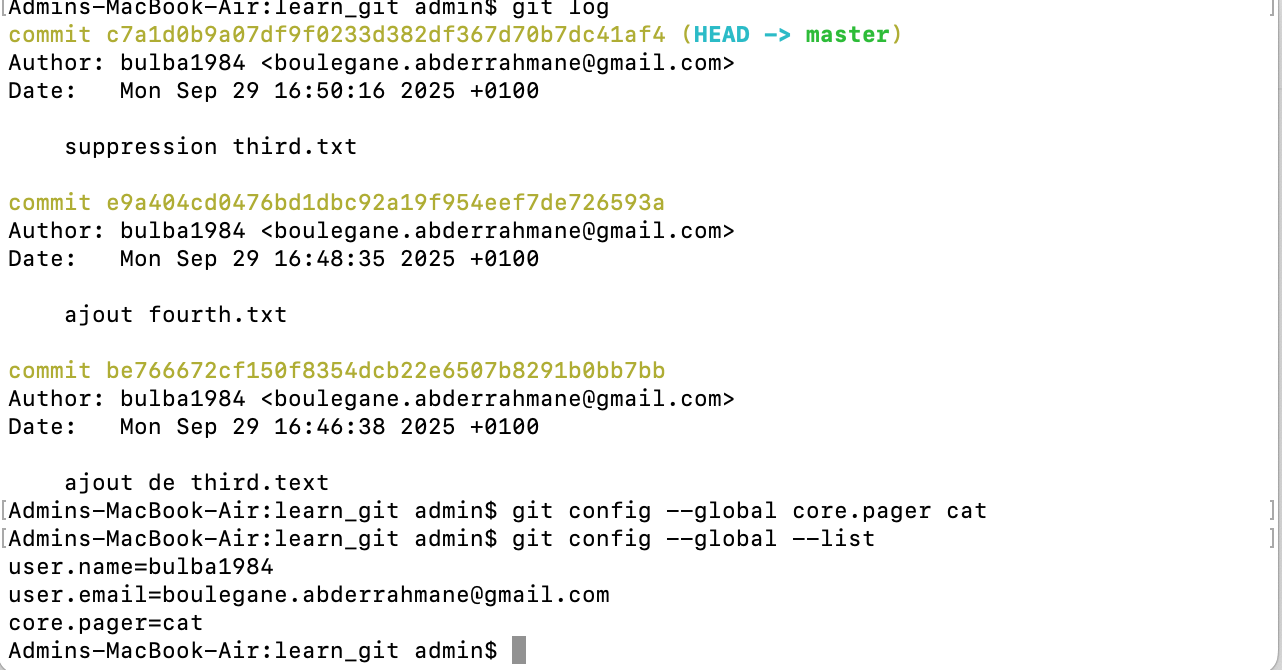 [Admins-MacBook-Air:learn_git admin$ git log ]
commit c7a1d0b9a07df9f0233d382df367d70b7dc41af4 (HEAD -> master)
Author: bulba1984 <boulegane.abderrahmane@gmail.com>
Date:   Mon Sep 29 16:50:16 2025 +0100
    suppression third.txt
commit e9a404cd0476bd1dbc92a19f954eef7de726593a
Author: bulba1984 <boulegane.abderrahmane@gmail.com>
Date:   Mon Sep 29 16:48:35 2025 +0100
    ajout fourth.txt
commit be766672cf150f8354dcb22e6507b8291b0bb7bb
Author: bulba1984 <boulegane.abderrahmane@gmail.com>
Date:   Mon Sep 29 16:46:38 2025 +0100
    ajout de third.text
[Admins-MacBook-Air:learn_git admin$ git config --global core.pager cat ]
[Admins-MacBook-Air:learn_git admin$ git config --global --list ]
user.name=bulba1984
user.email=boulegane.abderrahmane@gmail.com
core.pager=cat
Admins-MacBook-Air:learn_git admin$